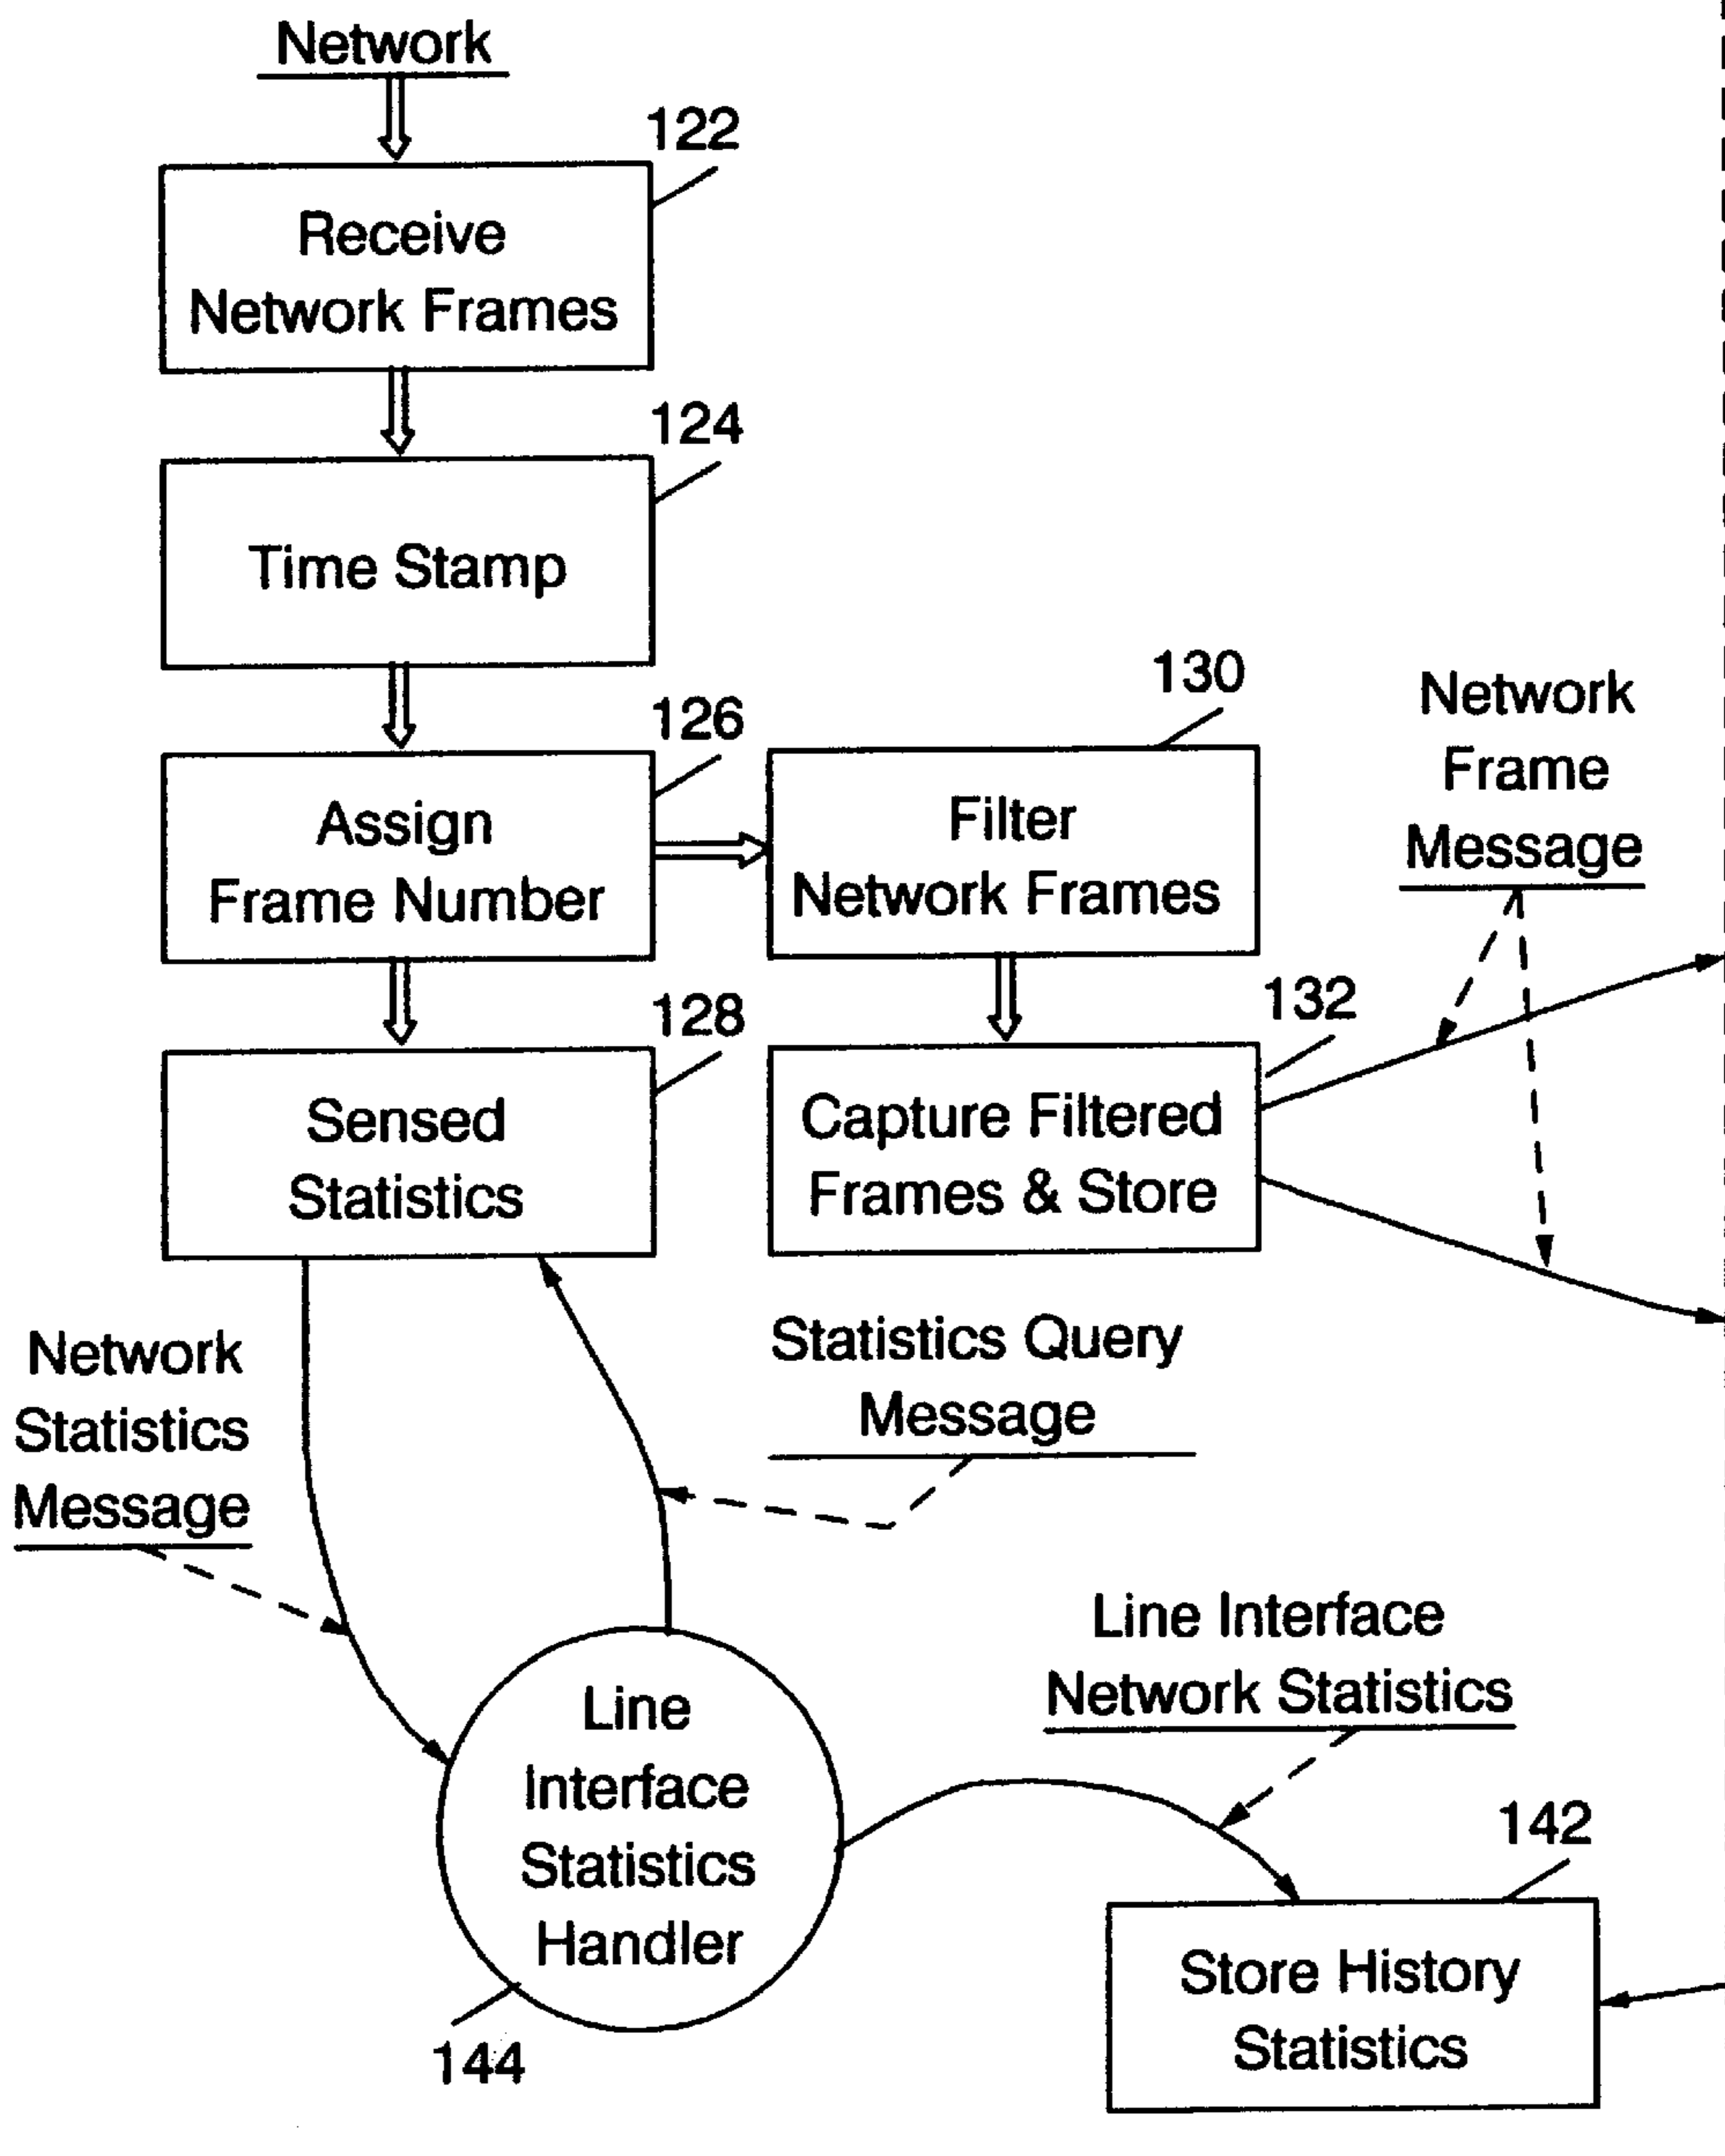 Network
122
Receive
Network Frames
124
Time Stamp
126
Assign
Frame Number
130
Filter
Network Frames
Network
Frame
Message
128
Sensed
Statistics
132
Capture Filtered
Frames & Store
Network
Statistics
Message
Statistics Query
Message
Line
Interface
Statistics
Handler
144
Line Interface
Network Statistics
142
Store History
Statistics